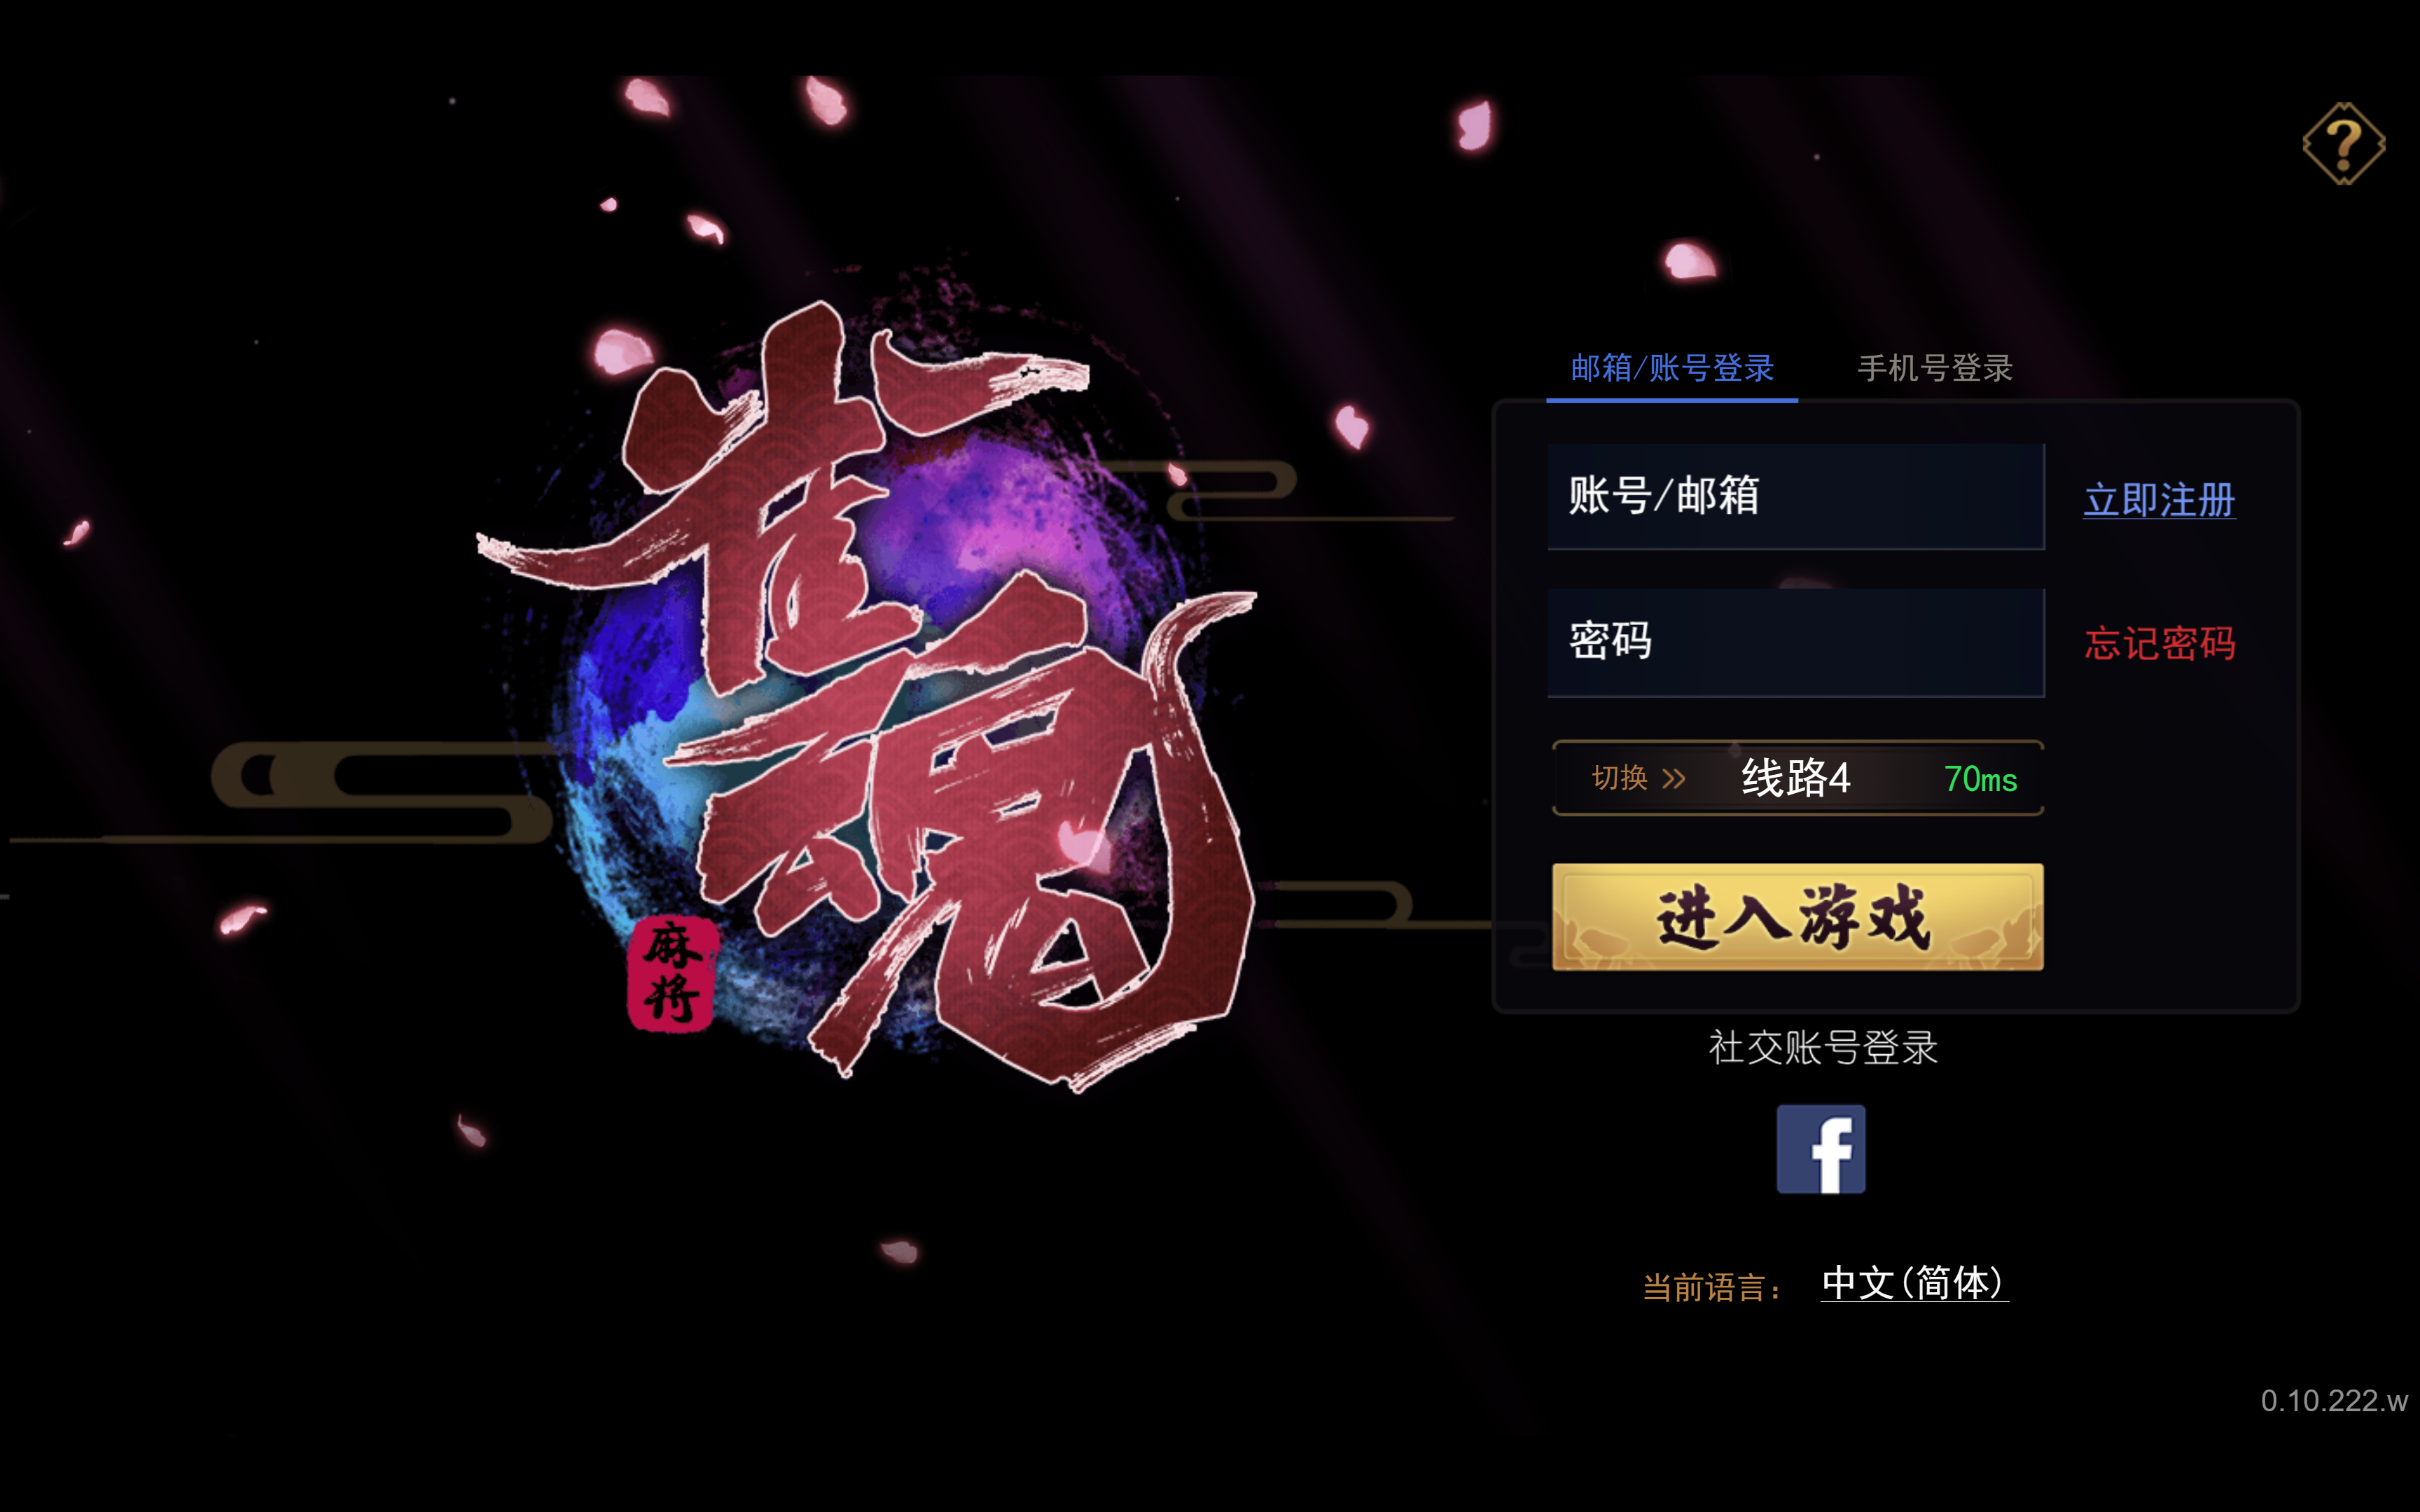 雀魂
麻将
?
邮箱/账号登录 手机号登录
账号/邮箱 立即注册
密码 忘记密码
切换 >> 线路4 70ms
进入游戏
社交账号登录
f
当前语言： 中文(简体)
0.10.222.w